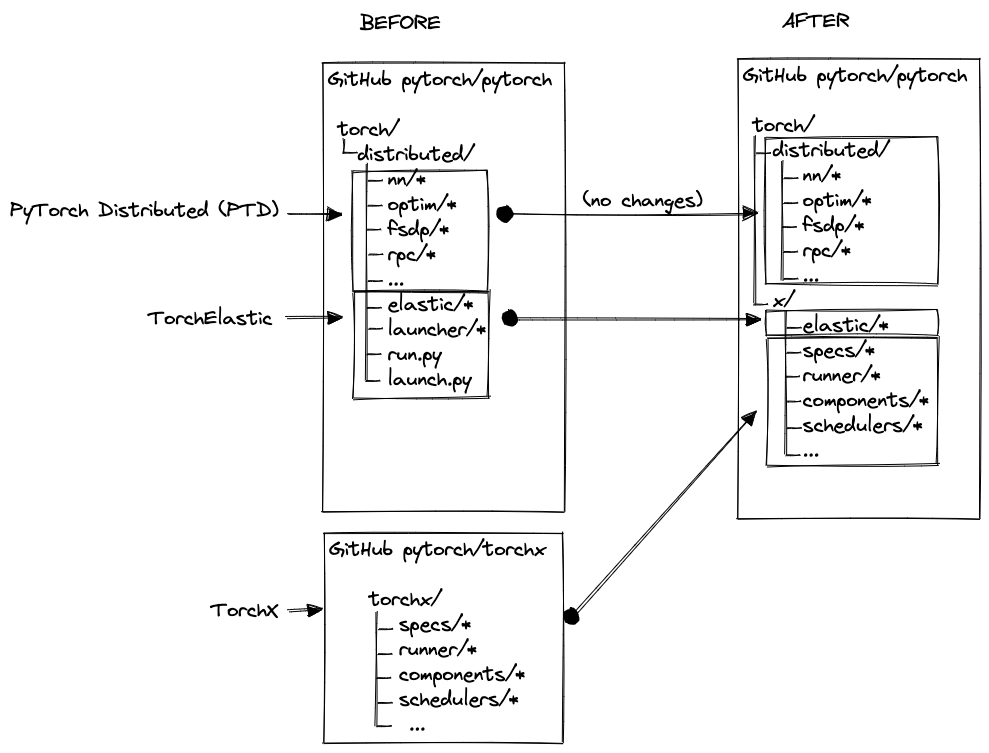 BEFORE
AFTER
GitHub pytorch/pytorch
torch/
distributed/
nn/*
optim/*
fsdp/*
rpc/*
...
elastic/*
launcher/*
run.py
launch.py
PyTorch Distributed (PTD)
TorchElastic
(no changes)
GitHub pytorch/pytorch
torch/
distributed/
nn/*
optim/*
fsdp/*
rpc/*
...
x/
elastic/*
specs/*
runner/*
components/*
schedulers/*
...
GitHub pytorch/torchx
TorchX
torchx/
specs/*
runner/*
components/*
schedulers/*
...